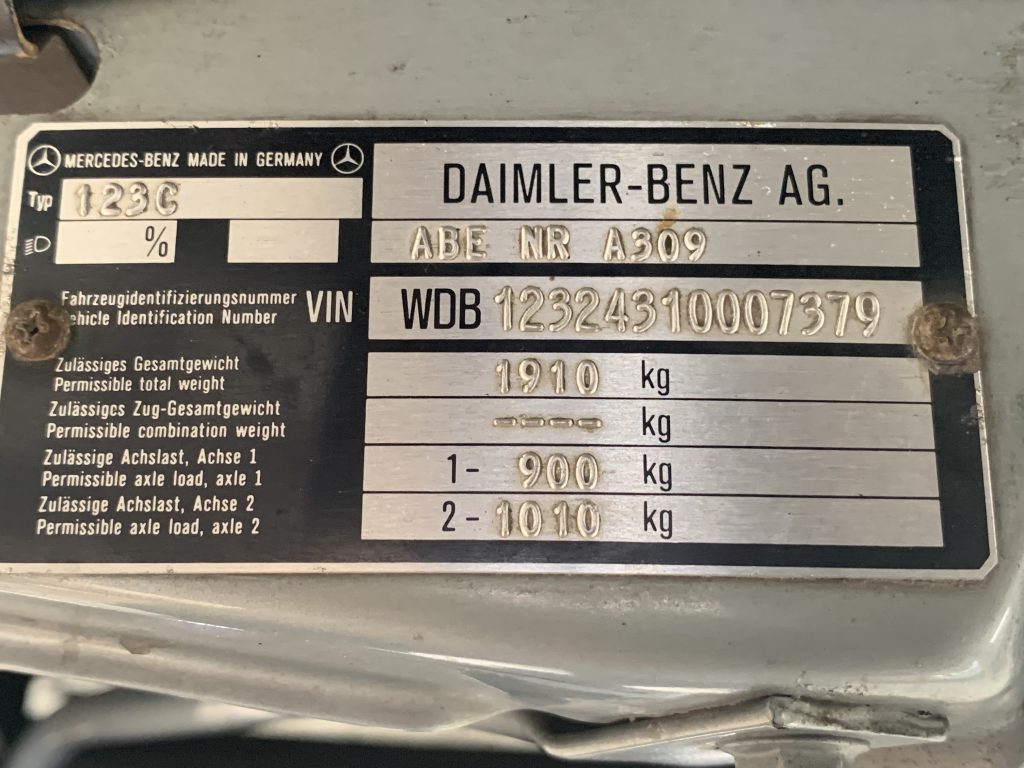 MERCEDES-BENZ MADE IN GERMANY
DAIMLER-BENZ AG.
Typ 123C
% ABE NR A309
Fahrzeugidentifizierungsnummer
Vehicle Identification Number
VIN WDB 12324310007379
Zulässiges Gesamtgewicht
Permissible total weight
1910 kg
Zulässiges Zug-Gesamtgewicht
Permissible combination weight
---- kg
Zulässige Achslast, Achse 1
Permissible axle load, axle 1
1- 900 kg
Zulässige Achslast, Achse 2
Permissible axle load, axle 2
2- 1010 kg